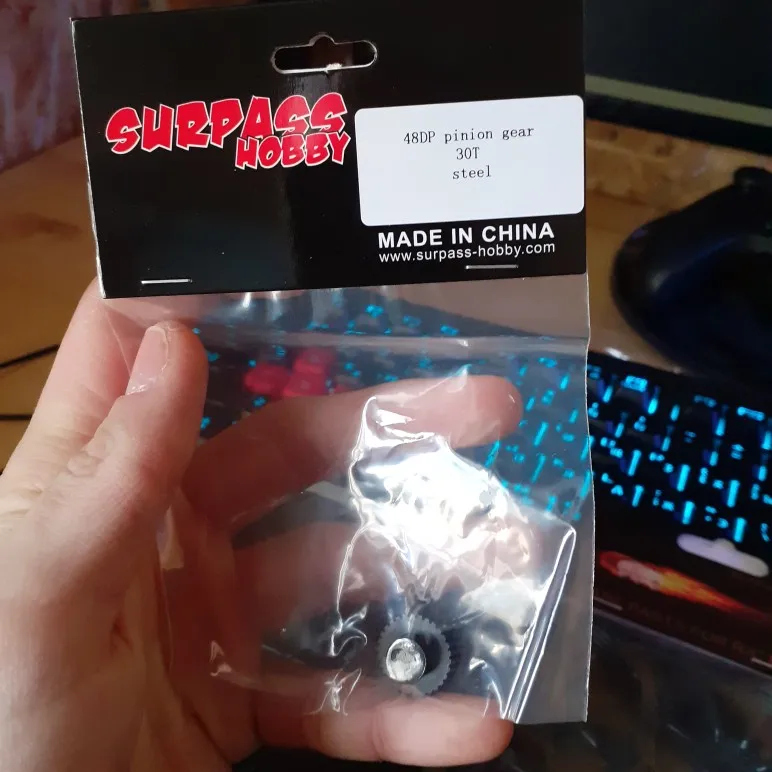 SURPASS
HOBBY
48DP pinion gear
30T
steel
MADE IN CHINA
www.surpass-hobby.com